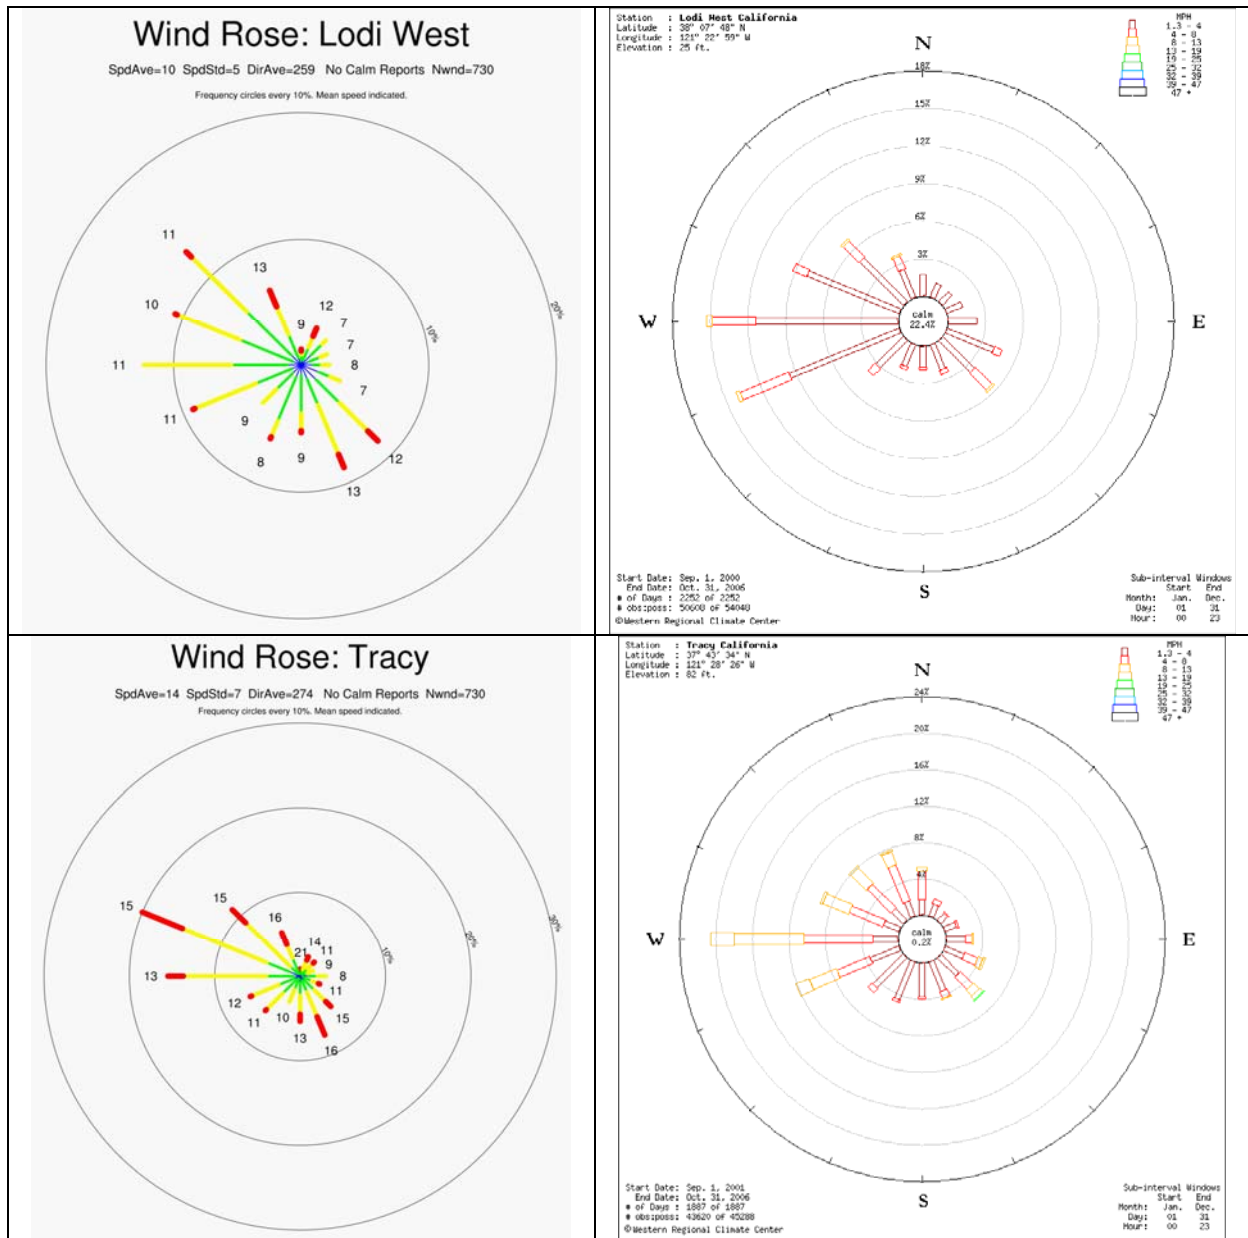 Wind Rose: Lodi West
SpdAve=10 SpdStd=5 DirAve=259 No Calm Reports Nwnd=730
Frequency circles every 10%. Mean speed indicated.
20%
10%
11
13
10
12
9
7
7
11
8
7
11
9
12
8
9
13
Station : Lodi West California
Latitude : 38° 07' 48" N
Longitude : 121° 22' 59" W
Elevation : 25 ft.
MPH
1.3 - 4
4 - 8
8 - 13
13 - 19
19 - 25
25 - 32
32 - 39
39 - 47
47 +
N
18%
15%
12%
9%
6%
3%
calm
22.4%
W
E
S
Start Date: Sep. 1, 2000
End Date: Oct. 31, 2006
# of Days : 2252 of 2252
# obs:poss: 50608 of 54048
©Western Regional Climate Center
Sub-interval Windows
Start End
Month: Jan. Dec.
Day: 01 31
Hour: 00 23
Wind Rose: Tracy
SpdAve=14 SpdStd=7 DirAve=274 No Calm Reports Nwnd=730
Frequency circles every 10%. Mean speed indicated.
30%
20%
10%
15
15
16
14
21
11
9
13
8
12
11
11
10
15
13
16
Station : Tracy California
Latitude : 37° 43' 34" N
Longitude : 121° 28' 26" W
Elevation : 82 ft.
MPH
1.3 - 4
4 - 8
8 - 13
13 - 19
19 - 25
25 - 32
32 - 39
39 - 47
47 +
N
24%
20%
16%
12%
8%
4%
calm
0.2%
W
E
S
Start Date: Sep. 1, 2001
End Date: Oct. 31, 2006
# of Days : 1887 of 1887
# obs:poss: 43620 of 45288
©Western Regional Climate Center
Sub-interval Windows
Start End
Month: Jan. Dec.
Day: 01 31
Hour: 00 23